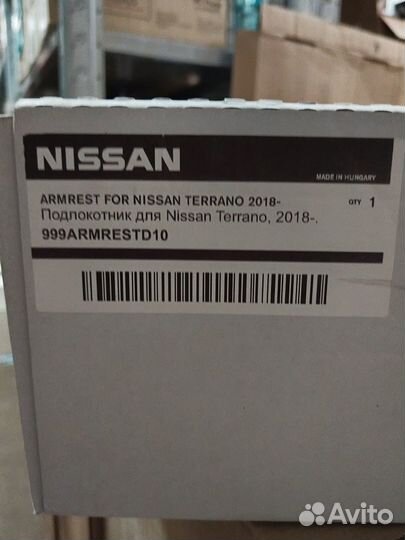 NISSAN
MADE IN HUNGARY
ARMREST FOR NISSAN TERRANO 2018- QTY 1
Подлокотник для Nissan Terrano, 2018-.
999ARMRESTD10
Avito